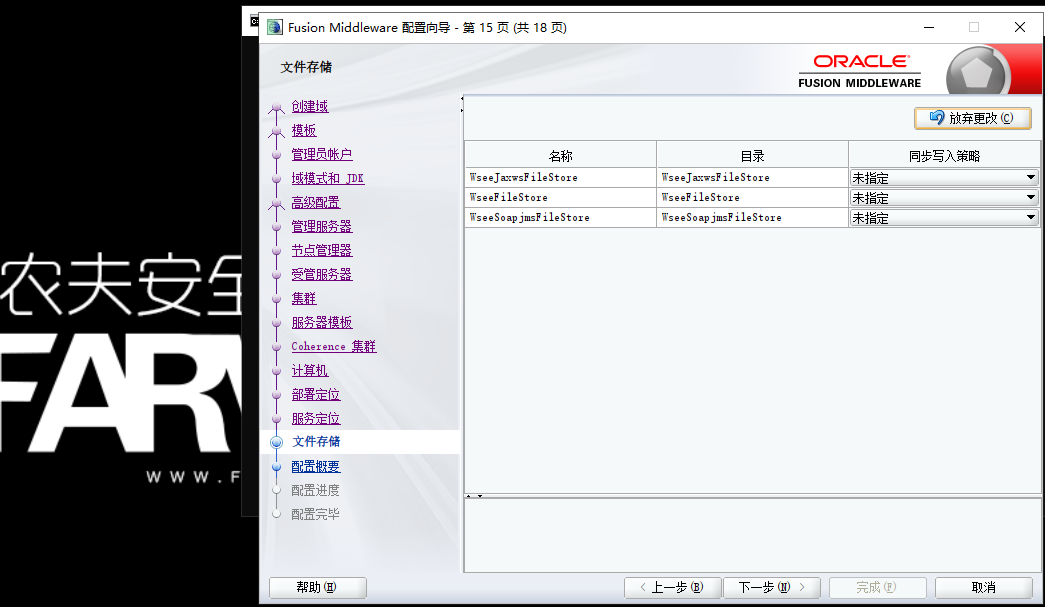 Fusion Middleware 配置向导 - 第 15 页 (共 18 页)
文件存储
ORACLE
FUSION MIDDLEWARE
创建域
模板
管理员帐户
域模式和 JDK
高级配置
管理服务器
节点管理器
受管服务器
集群
服务器模板
Coherence 集群
计算机
部署定位
服务定位
文件存储
配置概要
配置进度
配置完毕
放弃更改(C)
名称 目录 同步写入策略
WseeJaxwsFileStore WseeJaxwsFileStore 未指定
WseeFileStore WseeFileStore 未指定
WseeSoapjmsFileStore WseeSoapjmsFileStore 未指定
帮助(H) < 上一步(B) 下一步(N) > 完成(F) 取消
农夫安全
FAR
WWW.F